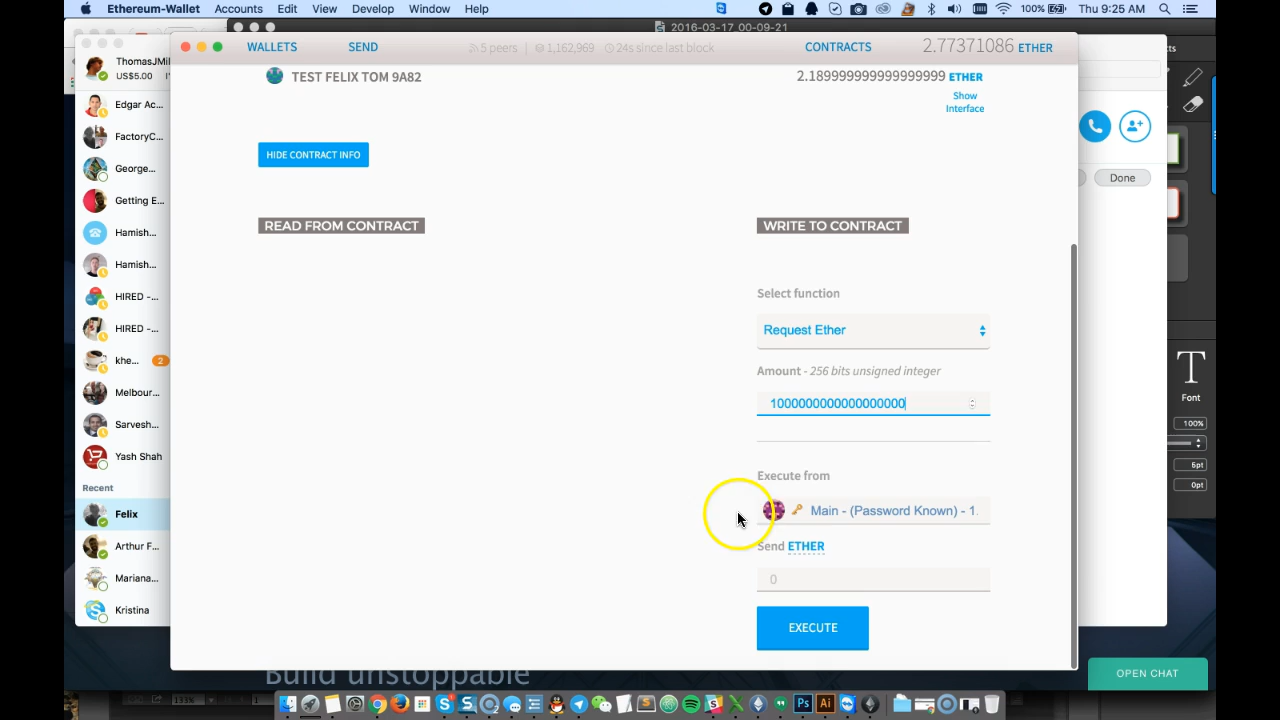 Ethereum-Wallet Accounts Edit View Develop Window Help 100% Thu 9:25 AM
2016-03-17_00-09-21
WALLETS SEND 5 peers 1,162,969 24s since last block CONTRACTS 2.77371086 ETHER
ThomasJMil
US$5.00
TEST FELIX TOM 9A82 2.189999999999999999 ETHER
Show
Interface
Edgar Ac...
FactoryC...
HIDE CONTRACT INFO
George...
Done
Getting E...
READ FROM CONTRACT WRITE TO CONTRACT
Hamish...
Hamish...
Select function
HIRED -...
Request Ether
HIRED -...
khe... 2
Amount - 256 bits unsigned integer
Font
Melbour...
1000000000000000000
100%
Sarvesh...
Yash Shah
5pt
Execute from
Recent
0pt
Felix
Main - (Password Known) - 1.
Arthur F...
Send ETHER
Mariana...
0
Kristina
EXECUTE
Build unstoppable
OPEN CHAT
133%